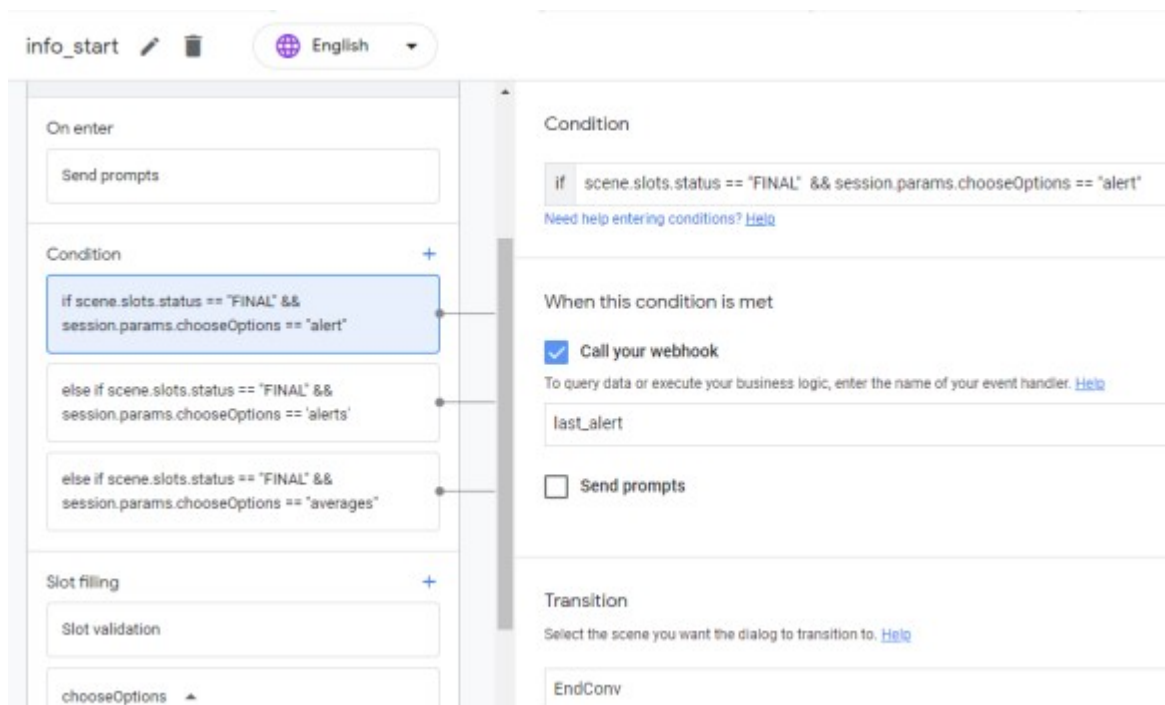 info_start
English
On enter
Send prompts
Condition
if scene.slots.status == "FINAL" &&
session.params.chooseOptions == "alert"
else if scene.slots.status == "FINAL" &&
session.params.chooseOptions == 'alerts'
else if scene.slots.status == "FINAL" &&
session.params.chooseOptions == "averages"
Slot filling
Slot validation
chooseOptions
Condition
if scene.slots.status == "FINAL" && session.params.chooseOptions == "alert"
Need help entering conditions? Help
When this condition is met
Call your webhook
To query data or execute your business logic, enter the name of your event handler. Help
last_alert
Send prompts
Transition
Select the scene you want the dialog to transition to. Help
EndConv